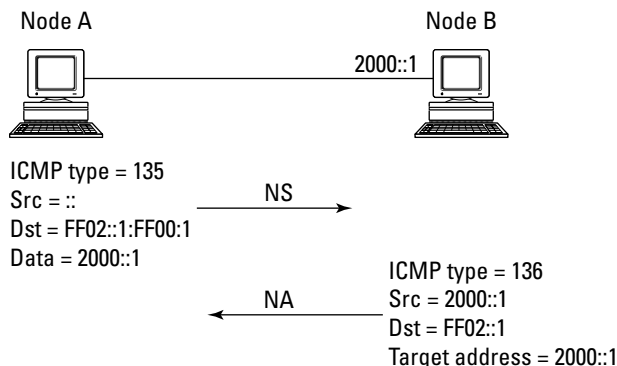 Node A
Node B
2000::1
ICMP type = 135
Src = ::
Dst = FF02::1:FF00:1
Data = 2000::1
NS
ICMP type = 136
Src = 2000::1
Dst = FF02::1
Target address = 2000::1
NA